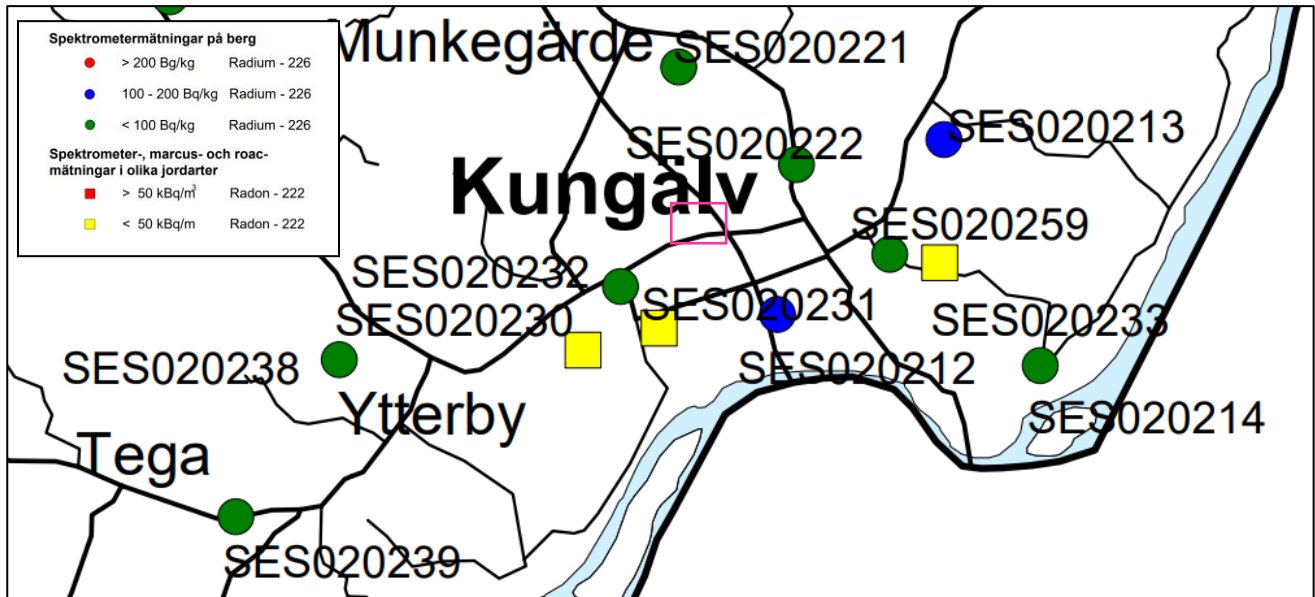 Spektrometermätningar på berg
> 200 Bg/kg Radium - 226
100 - 200 Bq/kg Radium - 226
< 100 Bq/kg Radium - 226
Spektrometer-, marcus- och roac-
mätningar i olika jordarter
> 50 kBq/m³ Radon - 222
< 50 kBq/m Radon - 222
Munkegärde
SES020221
SES020213
SES020222
Kungälv
SES020259
SES020232
SES020231
SES020230
SES020233
SES020238
SES020212
Ytterby
SES020214
Tega
SES020239